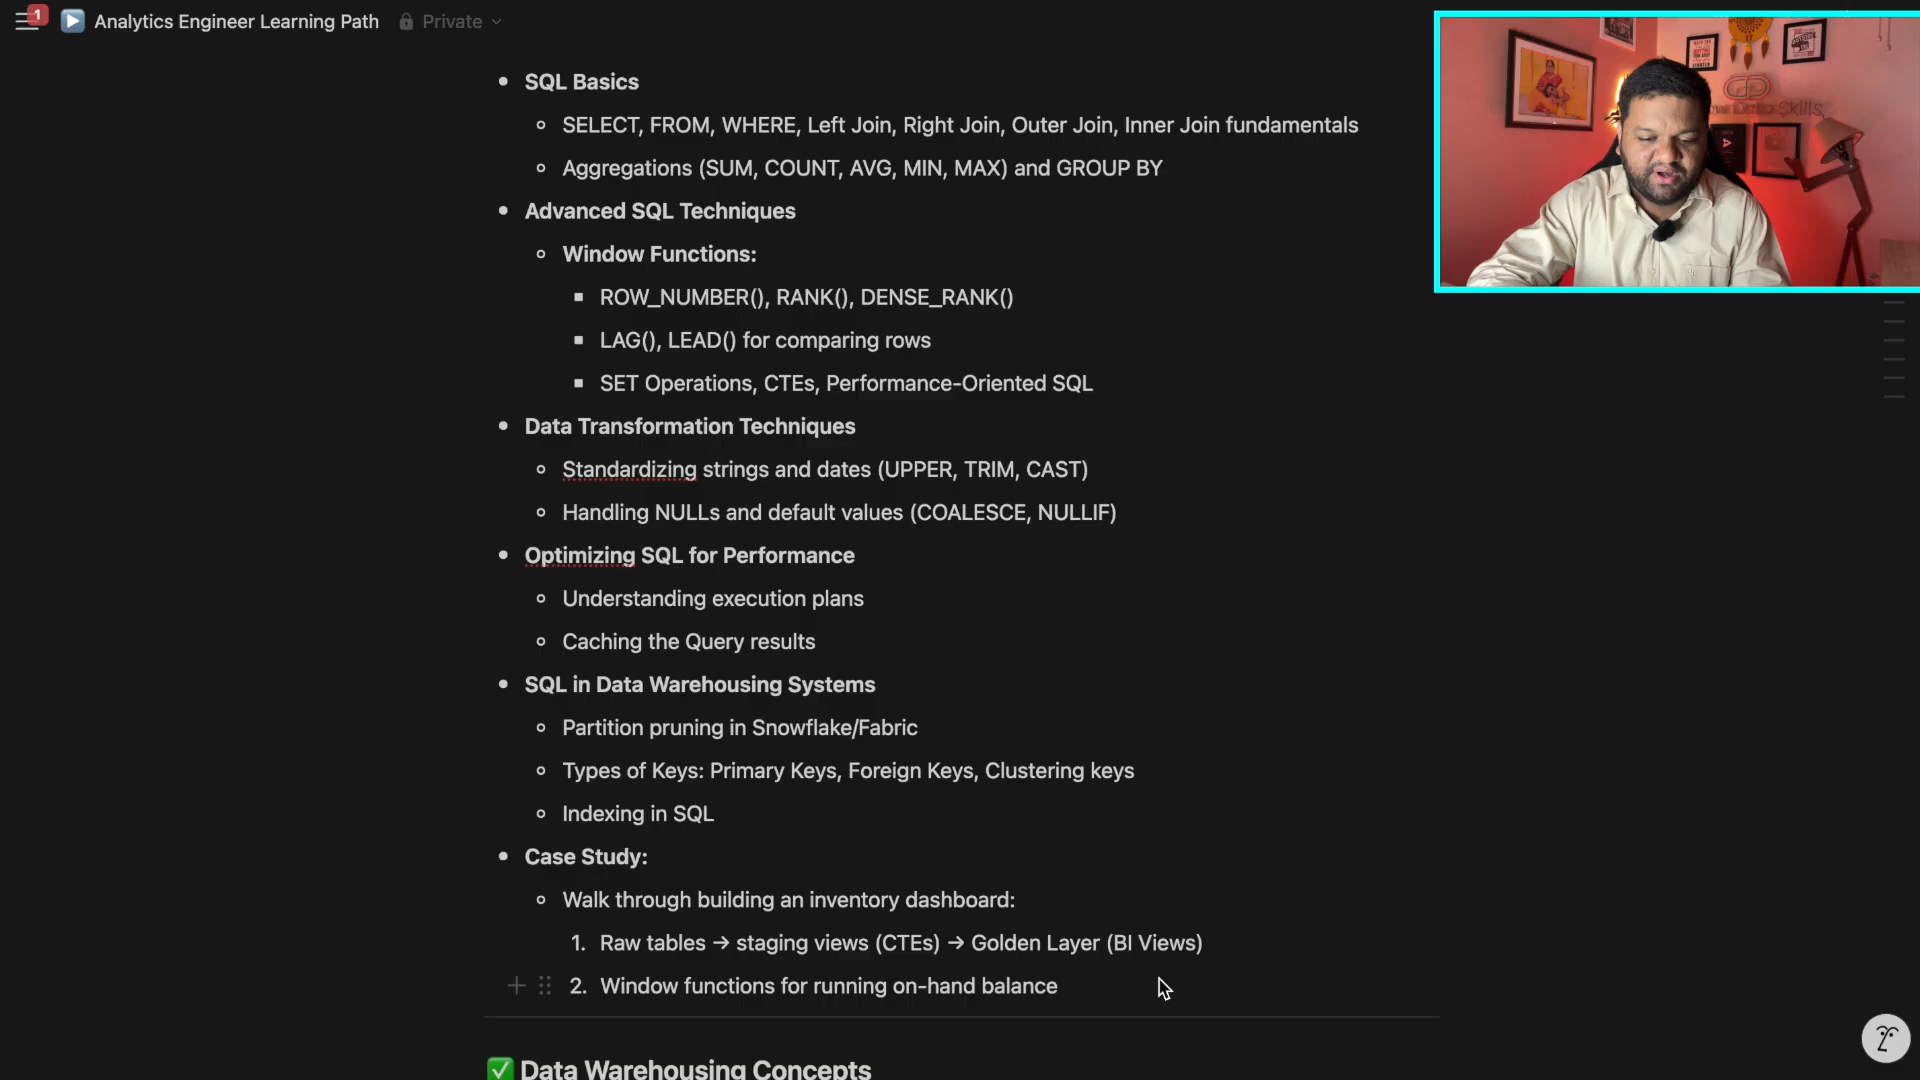 1
Analytics Engineer Learning Path Private
SQL Basics
SELECT, FROM, WHERE, Left Join, Right Join, Outer Join, Inner Join fundamentals
Aggregations (SUM, COUNT, AVG, MIN, MAX) and GROUP BY
Advanced SQL Techniques
Window Functions:
ROW_NUMBER(), RANK(), DENSE_RANK()
LAG(), LEAD() for comparing rows
SET Operations, CTEs, Performance-Oriented SQL
Data Transformation Techniques
Standardizing strings and dates (UPPER, TRIM, CAST)
Handling NULLs and default values (COALESCE, NULLIF)
Optimizing SQL for Performance
Understanding execution plans
Caching the Query results
SQL in Data Warehousing Systems
Partition pruning in Snowflake/Fabric
Types of Keys: Primary Keys, Foreign Keys, Clustering keys
Indexing in SQL
Case Study:
Walk through building an inventory dashboard:
1. Raw tables → staging views (CTEs) → Golden Layer (BI Views)
2. Window functions for running on-hand balance
Data Warehousing Concepts